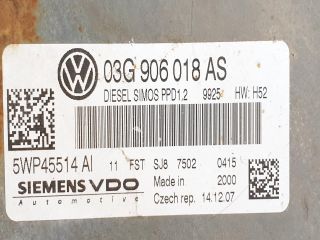 03G 906 018 AS
DIESEL SIMOS PPD1,2 9925 HW: H52
5WP45514 AI 11 FST SJ8 7502 0415
SIEMENS VDO Made in 2000
Automotive Czech rep. 14.12.07